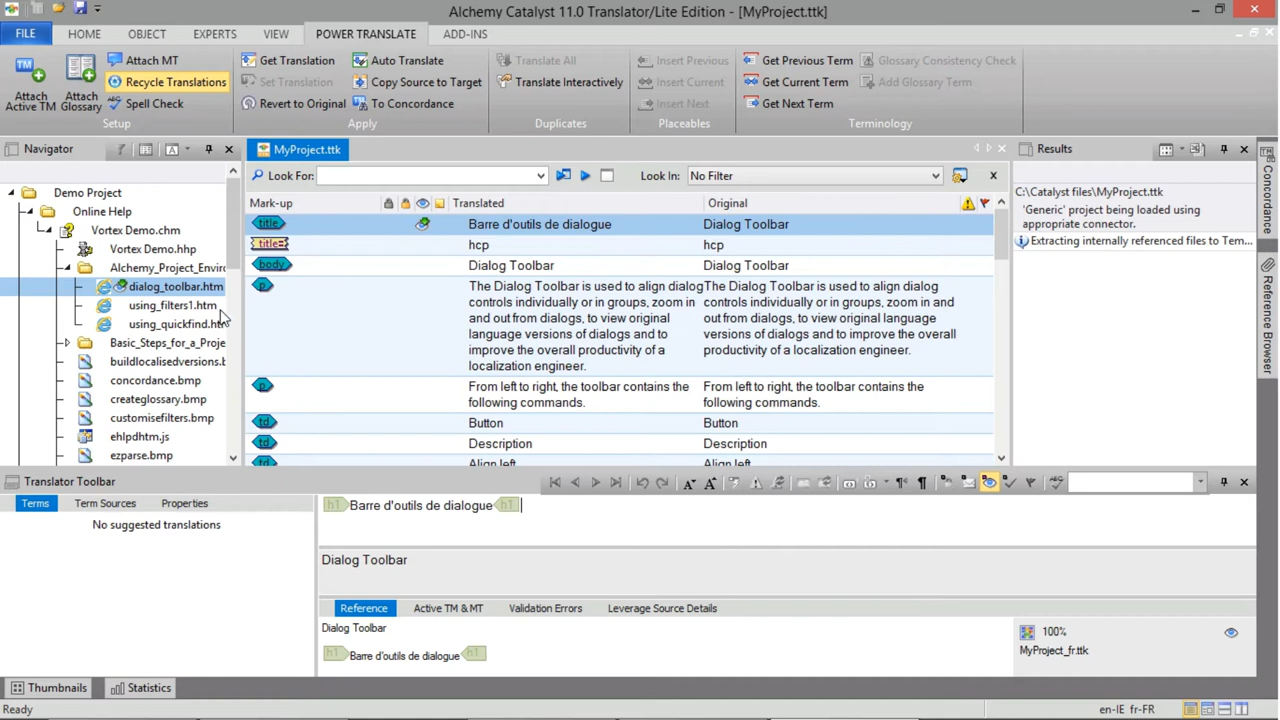 Alchemy Catalyst 11.0 Translator/Lite Edition - [MyProject.ttk]
FILE HOME OBJECT EXPERTS VIEW POWER TRANSLATE ADD-INS
Attach Active TM
Attach Glossary
Attach MT
Recycle Translations
Spell Check
Setup
Get Translation
Set Translation
Revert to Original
Auto Translate
Copy Source to Target
To Concordance
Apply
Translate All
Translate Interactively
Duplicates
Insert Previous
Insert Current
Insert Next
Placeables
Get Previous Term
Get Current Term
Get Next Term
Glossary Consistency Check
Add Glossary Term
Terminology
Navigator
Demo Project
Online Help
Vortex Demo.chm
Vortex Demo.hhp
Alchemy_Project_Enviro
dialog_toolbar.htm
using_filters1.htm
using_quickfind.htm
Basic_Steps_for_a_Proje
buildlocalisedversions.b
concordance.bmp
createglossary.bmp
customisefilters.bmp
ehlpdhtm.js
ezparse.bmp
MyProject.ttk
Look For: Look In: No Filter
Mark-up Translated Original
title Barre d'outils de dialogue Dialog Toolbar
title= hcp hcp
body Dialog Toolbar Dialog Toolbar
p The Dialog Toolbar is used to align dialog The Dialog Toolbar is used to align dialog
controls individually or in groups, zoom in controls individually or in groups, zoom in and
and out from dialogs, to view original out from dialogs, to view original language
language versions of dialogs and to versions of dialogs and to improve the overall
improve the overall productivity of a productivity of a localization engineer.
localization engineer.
p From left to right, the toolbar contains the From left to right, the toolbar contains the
following commands. following commands.
td Button Button
td Description Description
td Align left Align left
Results
C:\Catalyst files\MyProject.ttk
'Generic' project being loaded using
appropriate connector.
Extracting internally referenced files to Tem...
Concordance
Reference Browser
Translator Toolbar
Terms Term Sources Properties
No suggested translations
h1 Barre d'outils de dialogue h1
Dialog Toolbar
Reference Active TM & MT Validation Errors Leverage Source Details
Dialog Toolbar
h1 Barre d'outils de dialogue h1
100%
MyProject_fr.ttk
Thumbnails Statistics
Ready en-IE fr-FR